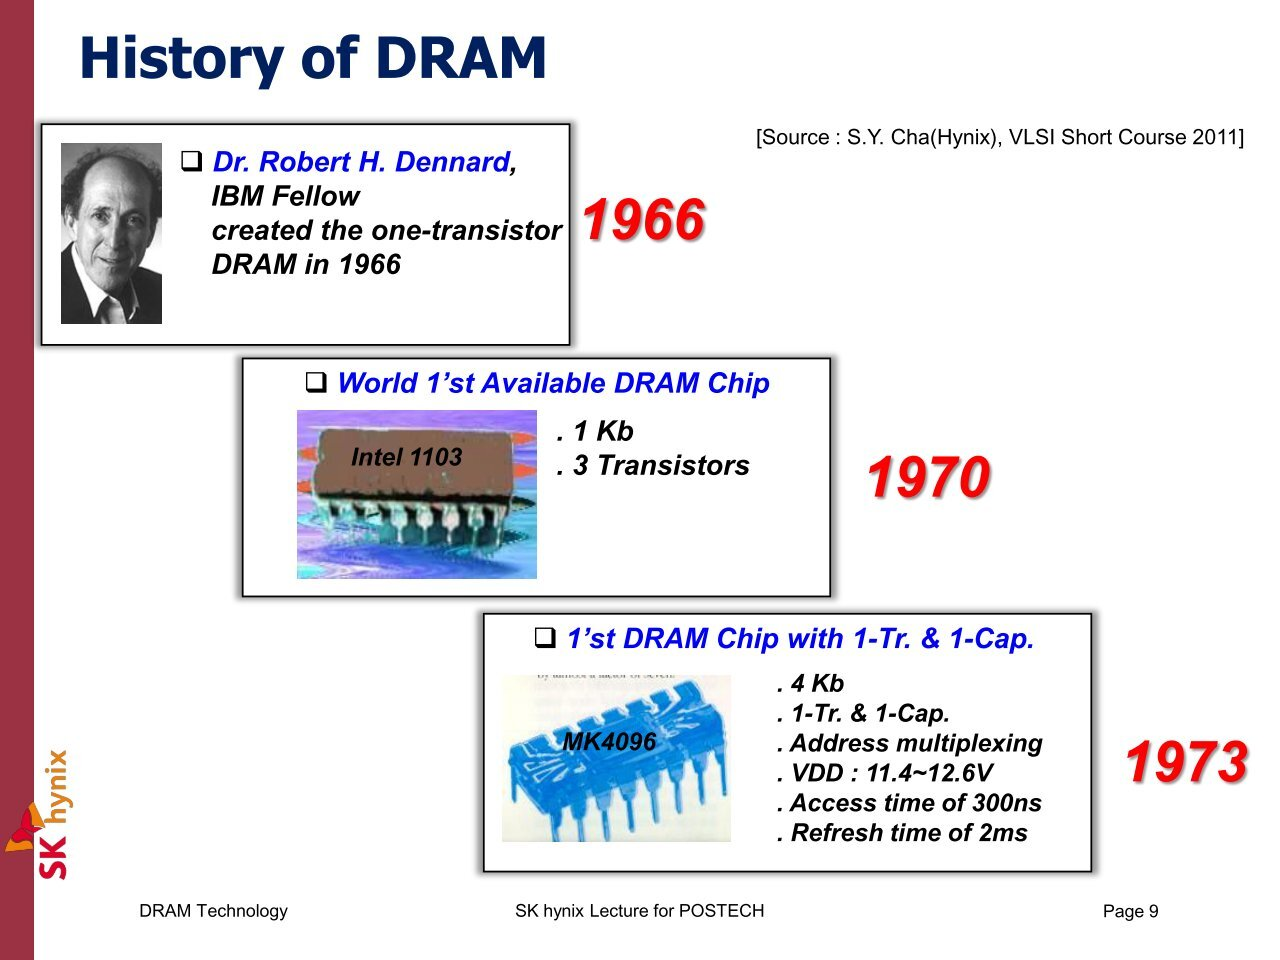 History of DRAM
[Source : S.Y. Cha(Hynix), VLSI Short Course 2011]
❑ Dr. Robert H. Dennard,
IBM Fellow
created the one-transistor
DRAM in 1966
1966
❑ World 1’st Available DRAM Chip
Intel 1103
. 1 Kb
. 3 Transistors
1970
❑ 1’st DRAM Chip with 1-Tr. & 1-Cap.
MK4096
. 4 Kb
. 1-Tr. & 1-Cap.
. Address multiplexing
. VDD : 11.4~12.6V
. Access time of 300ns
. Refresh time of 2ms
1973
SK hynix
DRAM Technology
SK hynix Lecture for POSTECH
Page 9